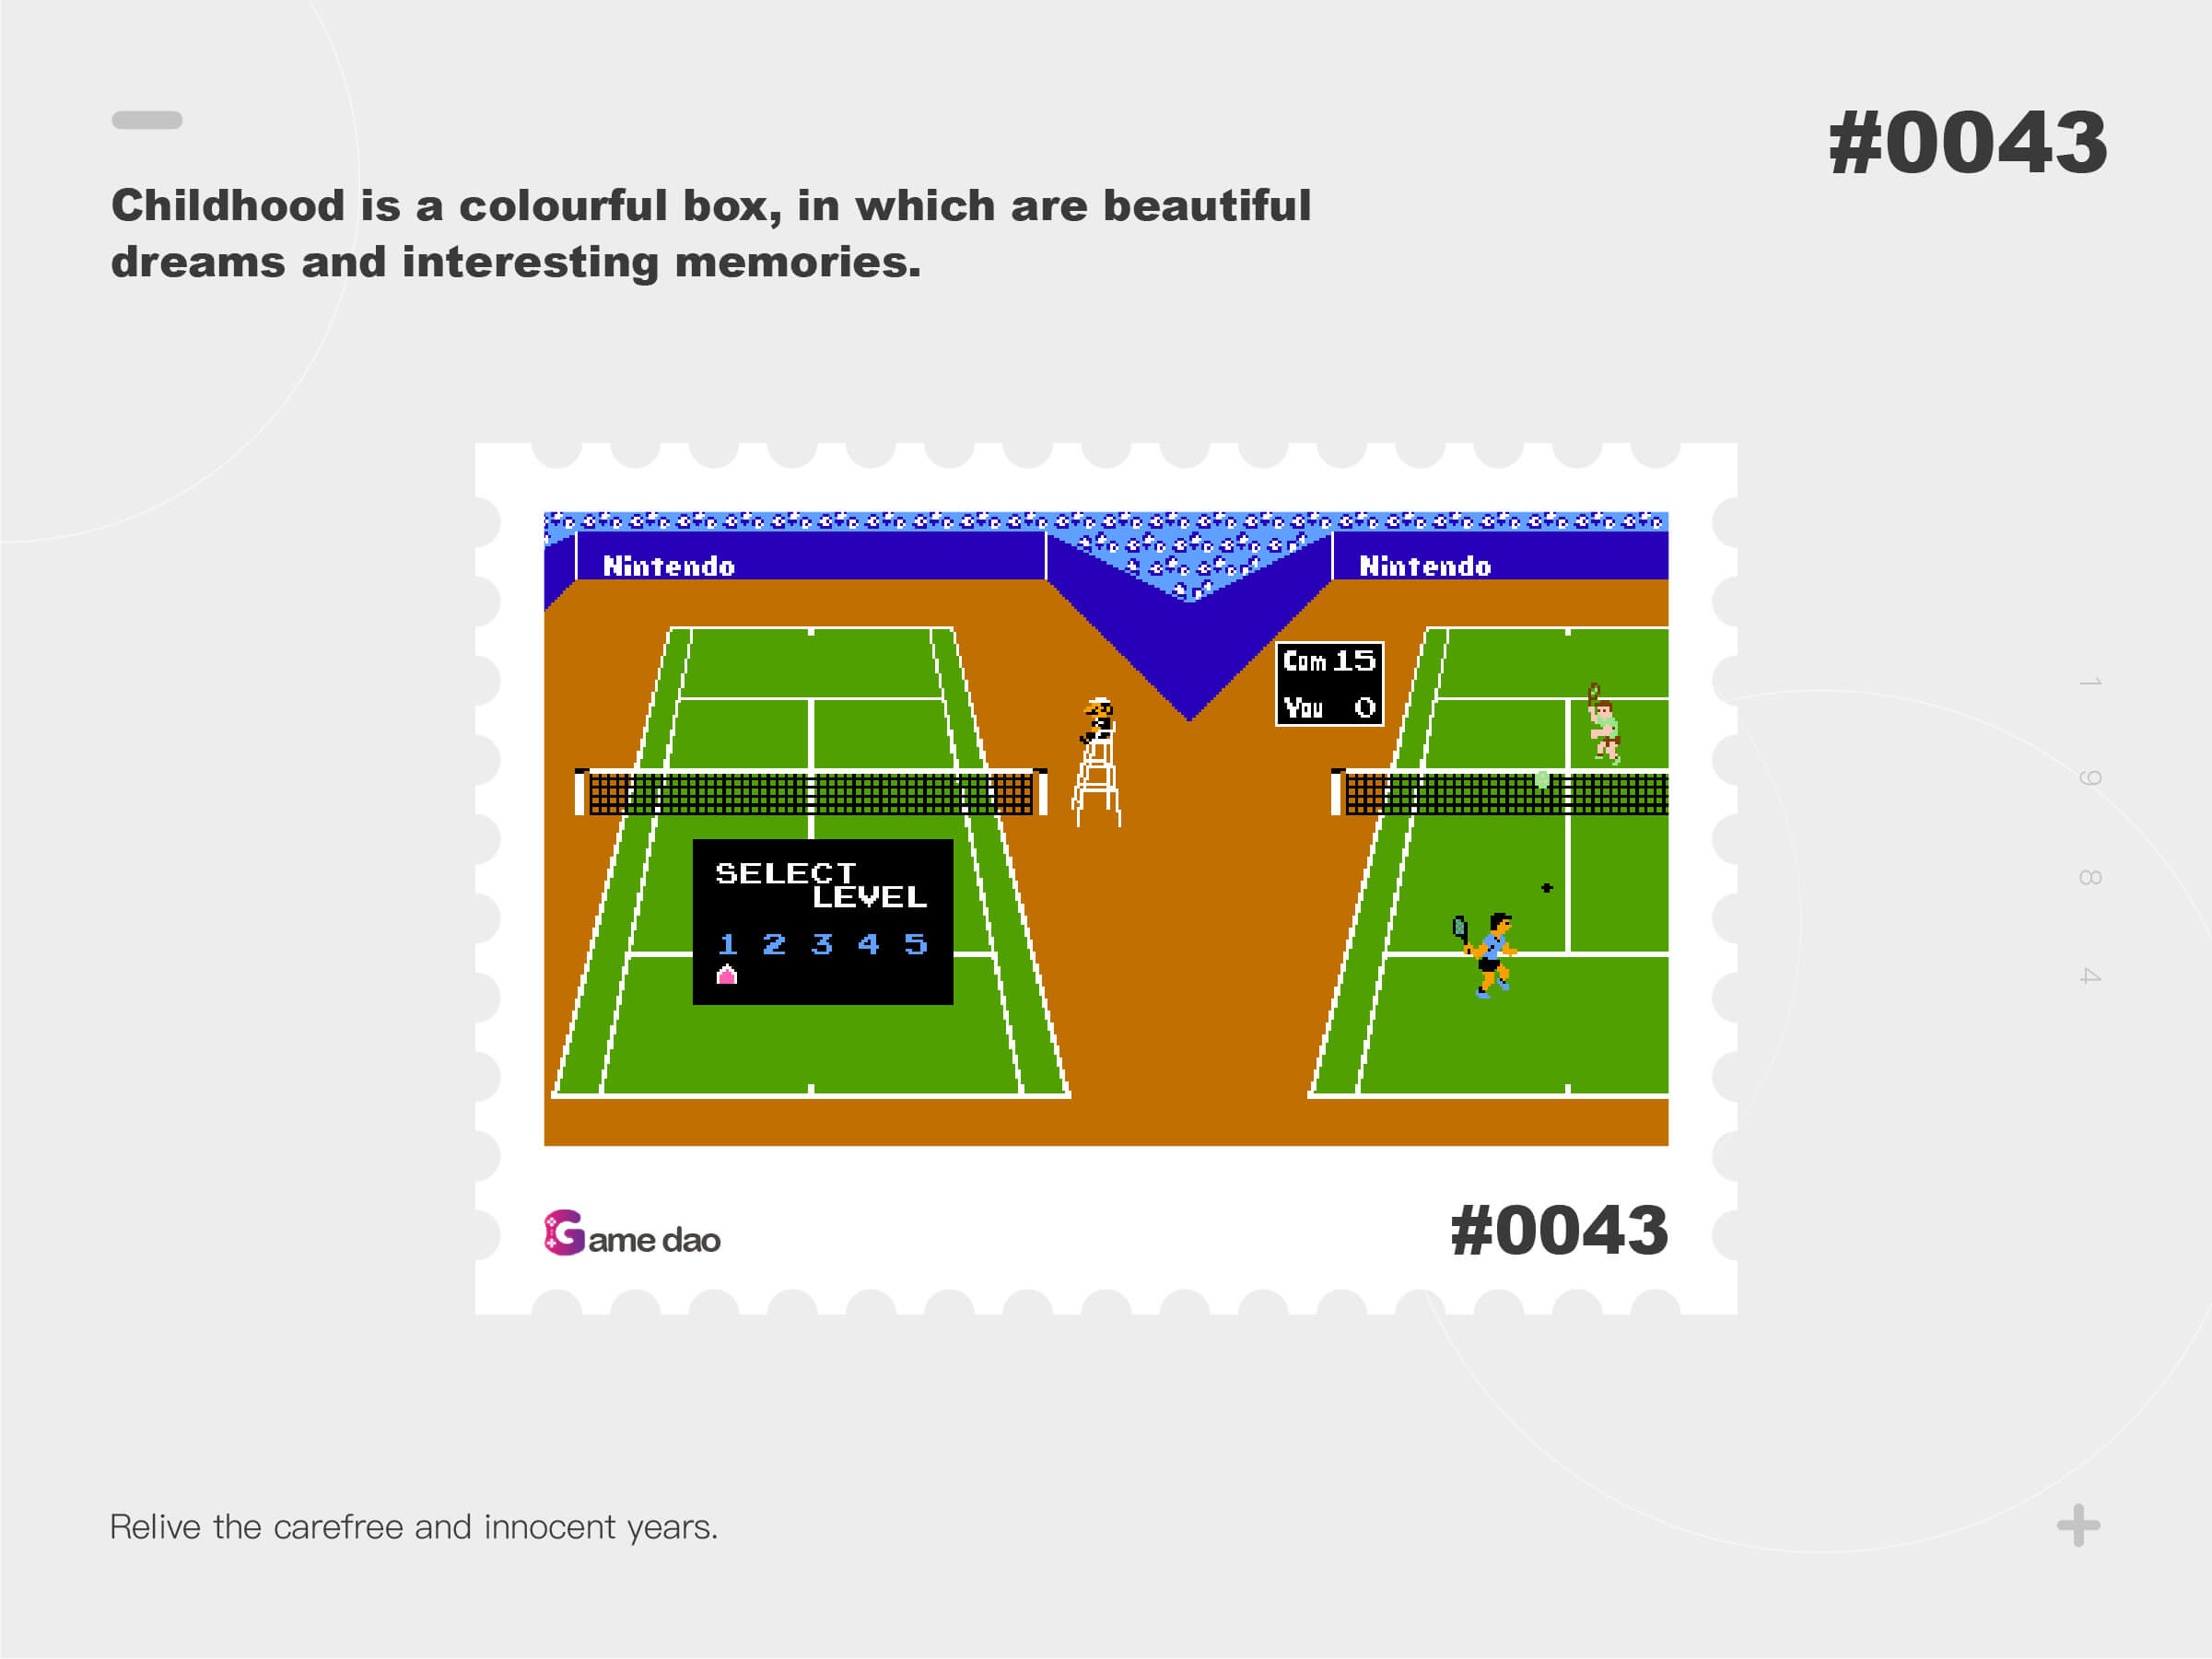 #0043
Childhood is a colourful box, in which are beautiful
dreams and interesting memories.
Nintendo
Nintendo
Com 15
You 0
SELECT
LEVEL
1 2 3 4 5
1
9
8
4
Game dao
#0043
Relive the carefree and innocent years.